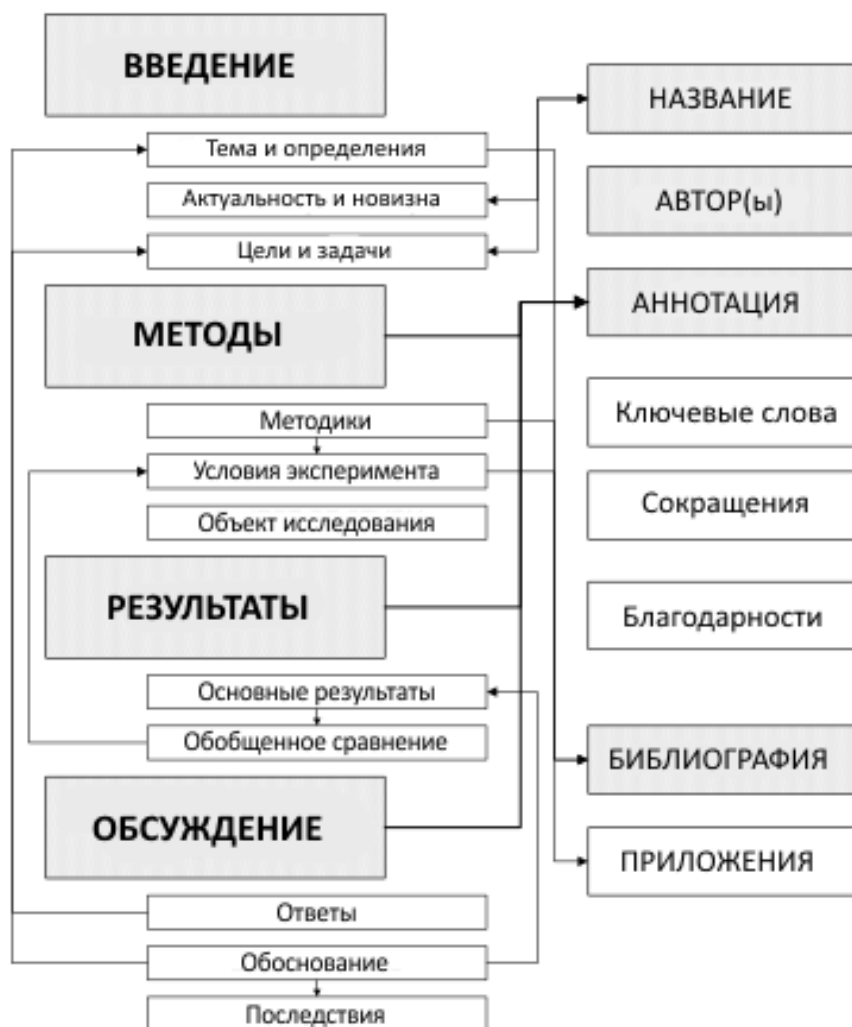 ВВЕДЕНИЕ
Тема и определения
Актуальность и новизна
Цели и задачи
МЕТОДЫ
Методики
Условия эксперимента
Объект исследования
РЕЗУЛЬТАТЫ
Основные результаты
Обобщенное сравнение
ОБСУЖДЕНИЕ
Ответы
Обоснование
Последствия
НАЗВАНИЕ
АВТОР(ы)
АННОТАЦИЯ
Ключевые слова
Сокращения
Благодарности
БИБЛИОГРАФИЯ
ПРИЛОЖЕНИЯ